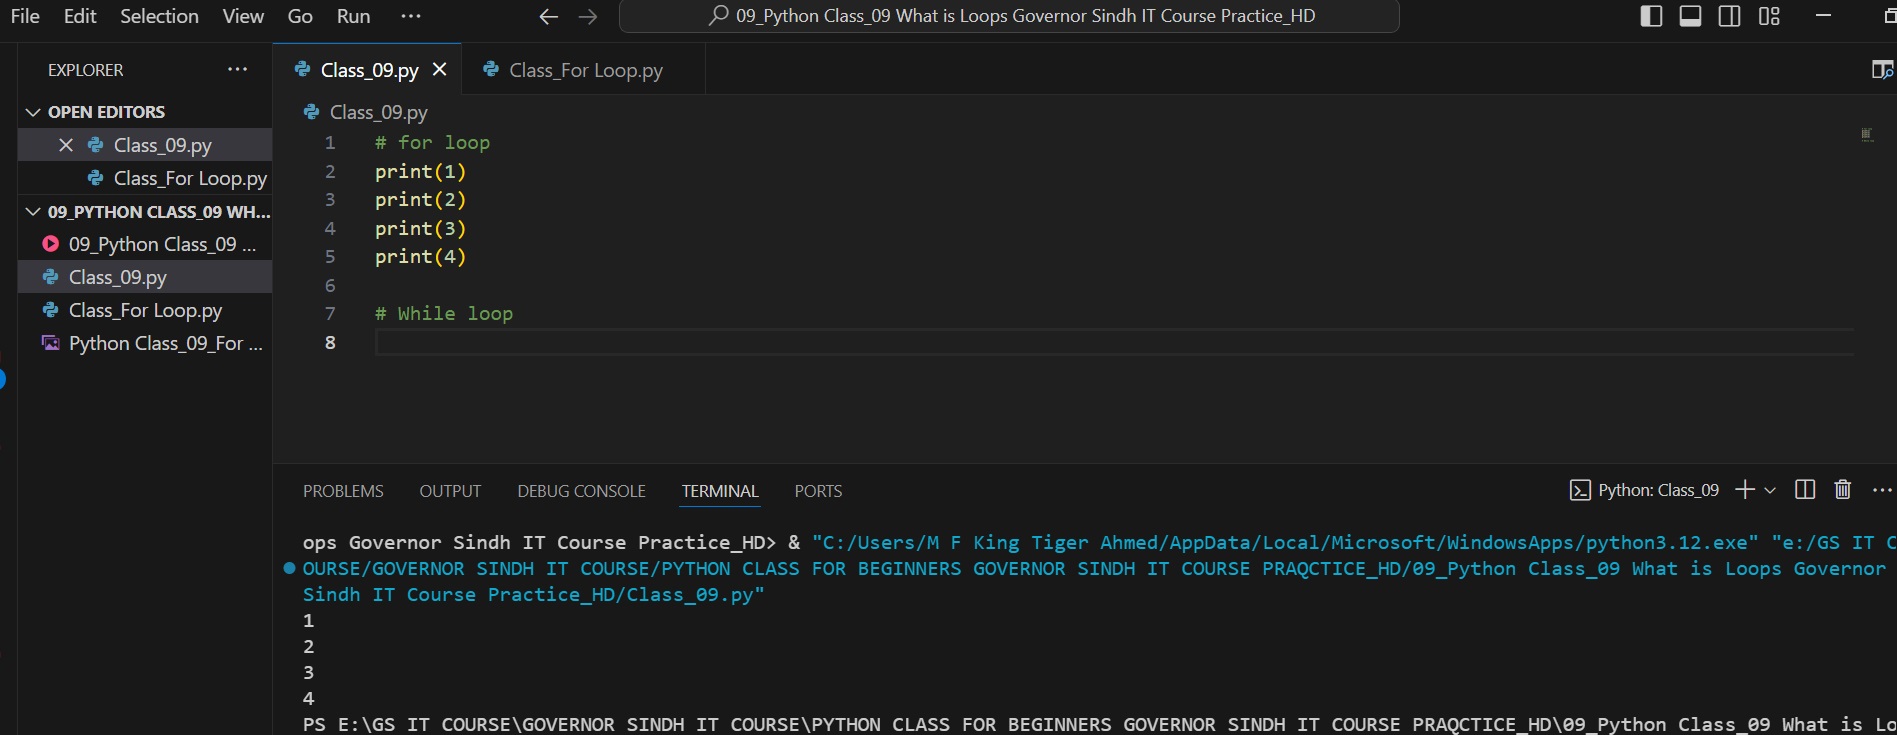 File Edit Selection View Go Run ···
09_Python Class_09 What is Loops Governor Sindh IT Course Practice_HD
EXPLORER ···
OPEN EDITORS
Class_09.py
Class_For Loop.py
09_PYTHON CLASS_09 WH...
09_Python Class_09 ...
Class_09.py
Class_For Loop.py
Python Class_09_For ...
Class_09.py
Class_For Loop.py
Class_09.py
1 # for loop
2 print(1)
3 print(2)
4 print(3)
5 print(4)
6
7 # While loop
8
PROBLEMS OUTPUT DEBUG CONSOLE TERMINAL PORTS
Python: Class_09
ops Governor Sindh IT Course Practice_HD> & "C:/Users/M F King Tiger Ahmed/AppData/Local/Microsoft/WindowsApps/python3.12.exe" "e:/GS IT C
OURSE/GOVERNOR SINDH IT COURSE/PYTHON CLASS FOR BEGINNERS GOVERNOR SINDH IT COURSE PRAQCTICE_HD/09_Python Class_09 What is Loops Governor
Sindh IT Course Practice_HD/Class_09.py"
1
2
3
4
PS E:\GS IT COURSE\GOVERNOR SINDH IT COURSE\PYTHON CLASS FOR BEGINNERS GOVERNOR SINDH IT COURSE PRAQCTICE_HD\09_Python Class_09 What is Lo